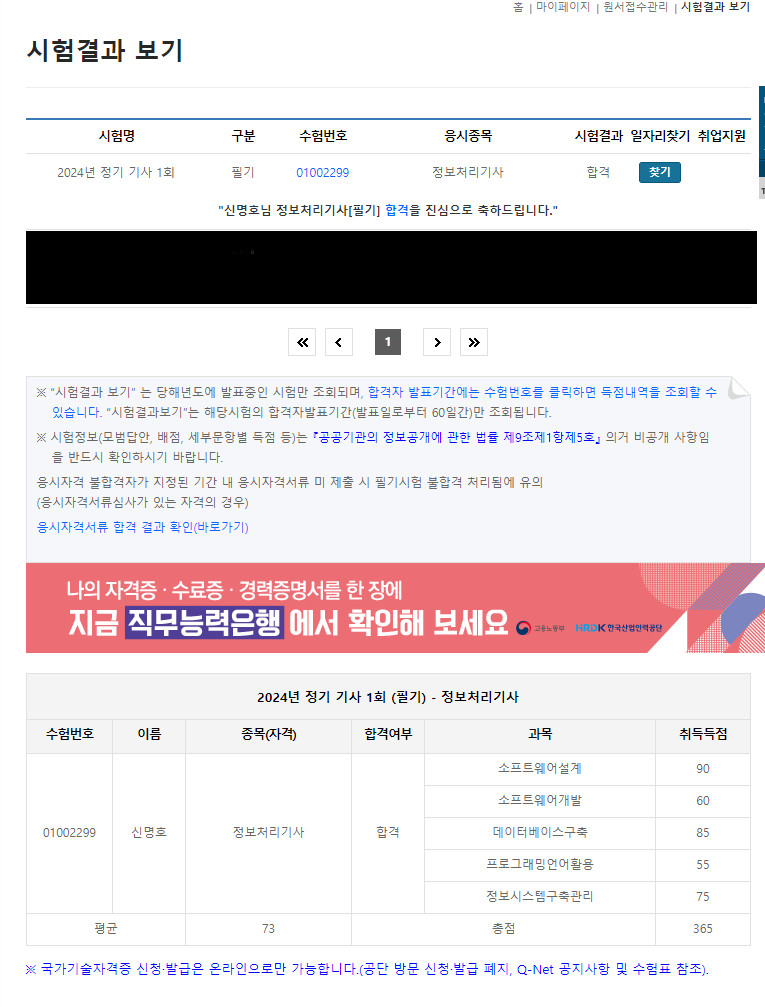 홈 | 마이페이지 | 원서접수관리 | 시험결과 보기
시험결과 보기
시험명 구분 수험번호 응시종목 시험결과 일자리찾기 취업지원
2024년 정기 기사 1회 필기 01002299 정보처리기사 합격 찾기
"신명호님 정보처리기사[필기] 합격을 진심으로 축하드립니다."
1
※ "시험결과 보기" 는 당해년도에 발표중인 시험만 조회되며, 합격자 발표기간에는 수험번호를 클릭하면 득점내역을 조회할 수
있습니다. "시험결과보기"는 해당시험의 합격자발표기간(발표일로부터 60일간)만 조회됩니다.
※ 시험정보(모범답안, 배점, 세부문항별 득점 등)는 『공공기관의 정보공개에 관한 법률 제9조제1항제5호』 의거 비공개 사항임
을 반드시 확인하시기 바랍니다.
응시자격 불합격자가 지정된 기간 내 응시자격서류 미 제출 시 필기시험 불합격 처리됨에 유의
(응시자격서류심사가 있는 자격의 경우)
응시자격서류 합격 결과 확인(바로가기)
나의 자격증 · 수료증 · 경력증명서를 한 장에
지금 직무능력은행 에서 확인해 보세요 고용노동부 HRDK 한국산업인력공단
2024년 정기 기사 1회 (필기) - 정보처리기사
수험번호 이름 종목(자격) 합격여부 과목 취득득점
01002299 신명호 정보처리기사 합격
소프트웨어설계 90
소프트웨어개발 60
데이터베이스구축 85
프로그래밍언어활용 55
정보시스템구축관리 75
평균 73 총점 365
※ 국가기술자격증 신청·발급은 온라인으로만 가능합니다.(공단 방문 신청·발급 폐지, Q-Net 공지사항 및 수험표 참조).